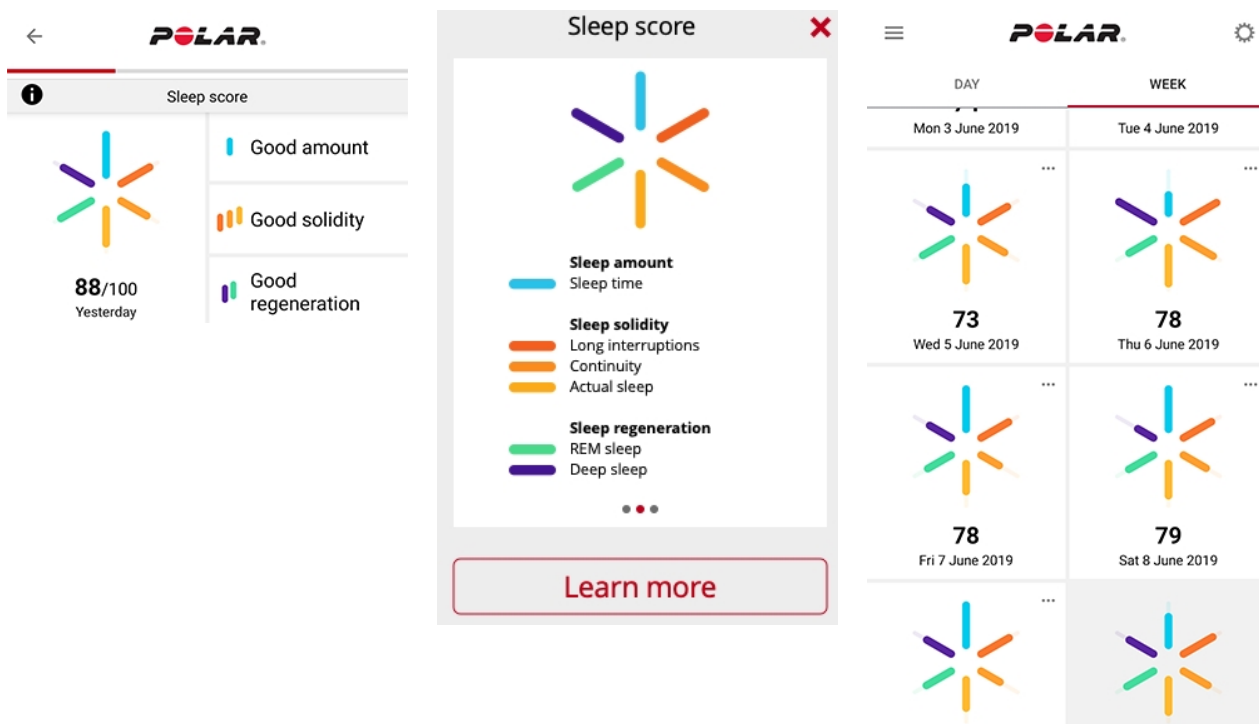 POLAR.
Sleep score
Good amount
Good solidity
Good
regeneration
88/100
Yesterday
Sleep score
Sleep amount
Sleep time
Sleep solidity
Long interruptions
Continuity
Actual sleep
Sleep regeneration
REM sleep
Deep sleep
Learn more
POLAR.
DAY
WEEK
Mon 3 June 2019
Tue 4 June 2019
73
Wed 5 June 2019
78
Thu 6 June 2019
78
Fri 7 June 2019
79
Sat 8 June 2019